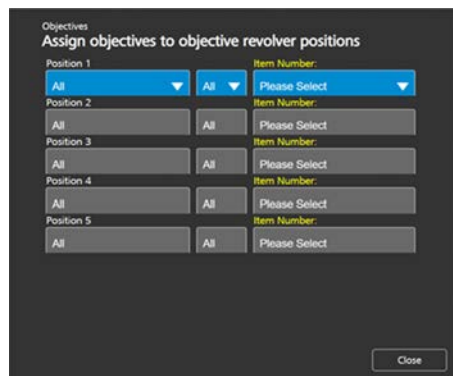 Objectives
Assign objectives to objective revolver positions
Position 1 Item Number:
All All Please Select
Position 2 Item Number:
All All Please Select
Position 3 Item Number:
All All Please Select
Position 4 Item Number:
All All Please Select
Position 5 Item Number:
All All Please Select
Close